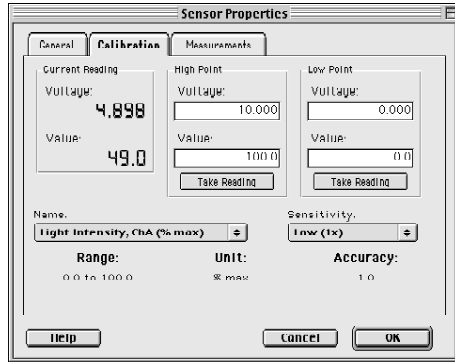 Sensor Properties
General Calibration Measurements
Current Reading
Voltage:
4.898
Value:
49.0
High Point
Voltage:
10.000
Value:
100.0
Take Reading
Low Point
Voltage:
0.000
Value:
0.0
Take Reading
Name:
Light Intensity, ChA (% max)
Sensitivity:
Low (1x)
Range: Unit: Accuracy:
0.0 to 100.0 % max 1.0
Help Cancel OK